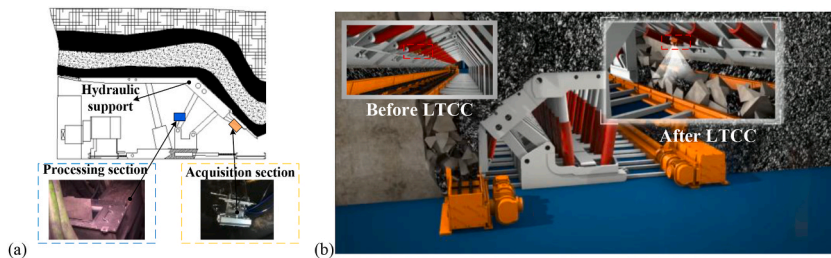 (a)
Hydraulic
support
Processing section
Acquisition section
(b)
Before LTCC
After LTCC